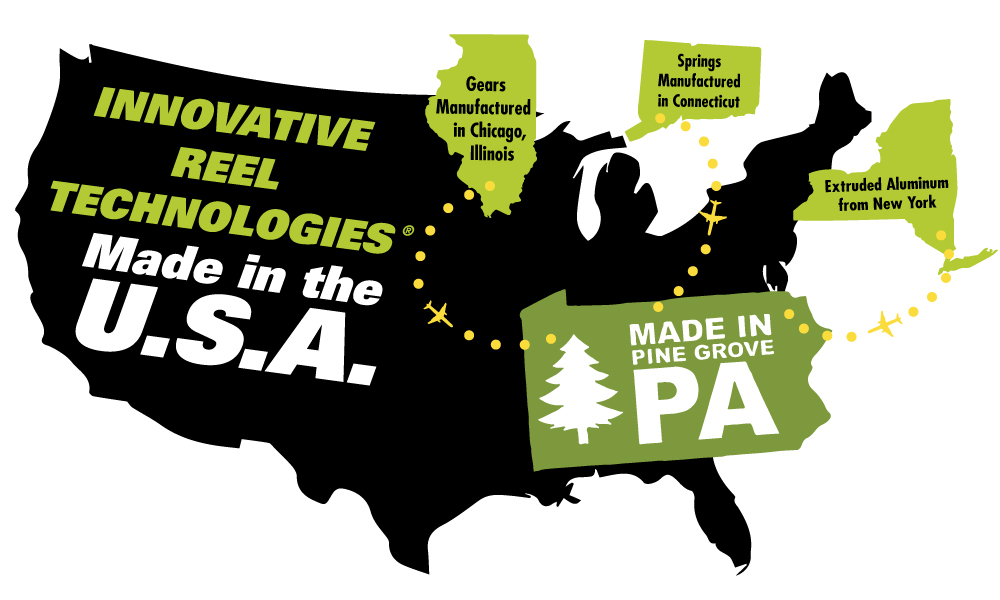 INNOVATIVE
REEL
TECHNOLOGIES®
Made in the
U.S.A.
Gears
Manufactured
in Chicago,
Illinois
Springs
Manufactured
in Connecticut
Extruded Aluminum
from New York
MADE IN
PINE GROVE
PA